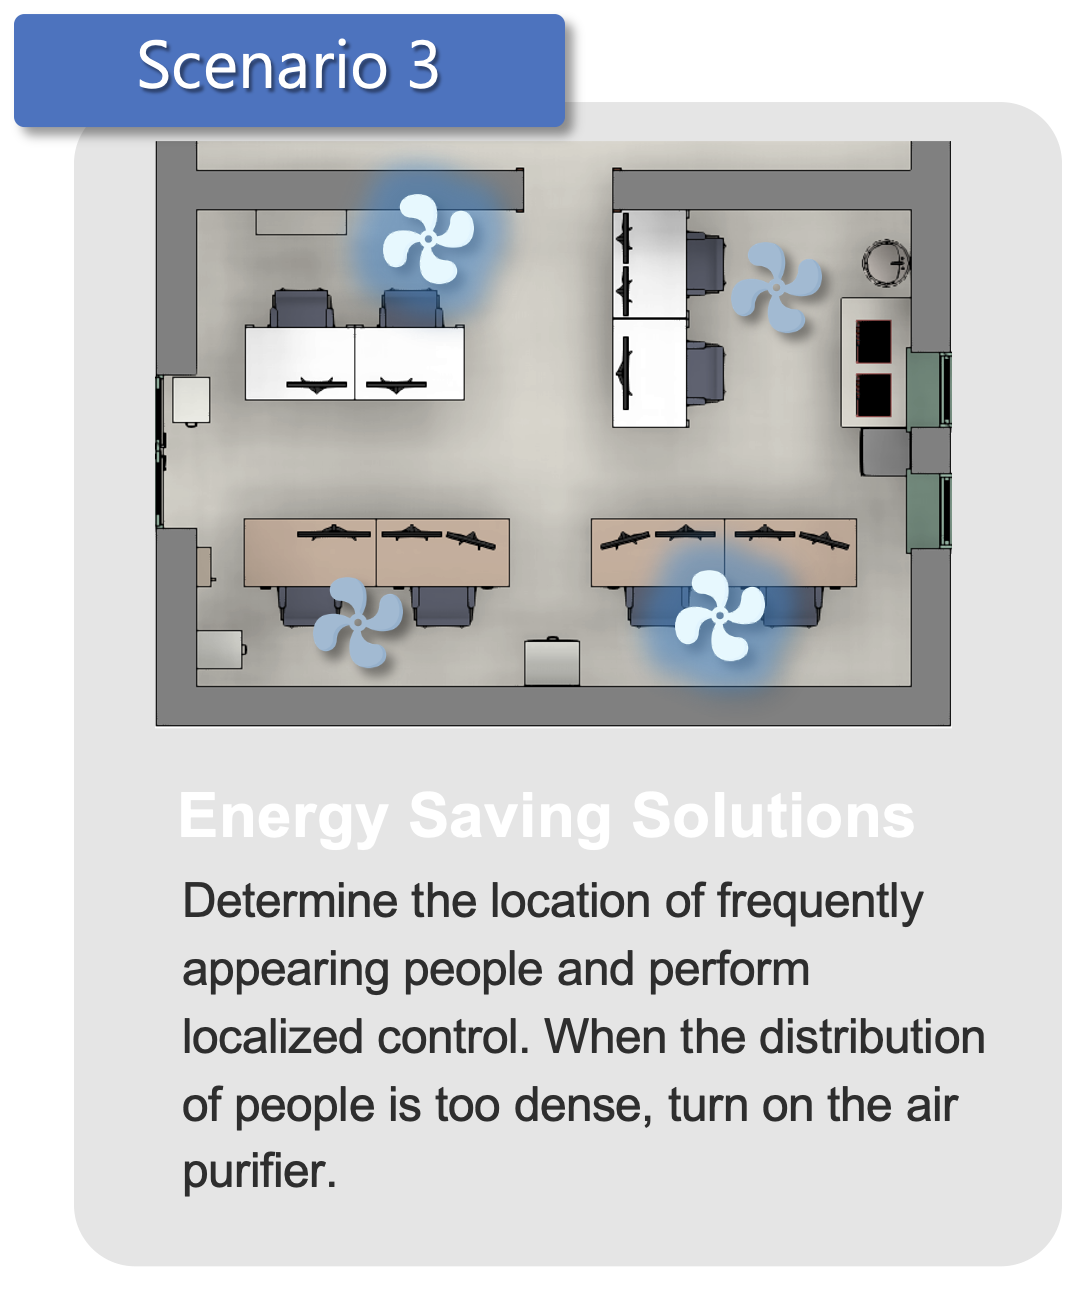 Scenario 3
Energy Saving Solutions
Determine the location of frequently
appearing people and perform
localized control. When the distribution
of people is too dense, turn on the air
purifier.